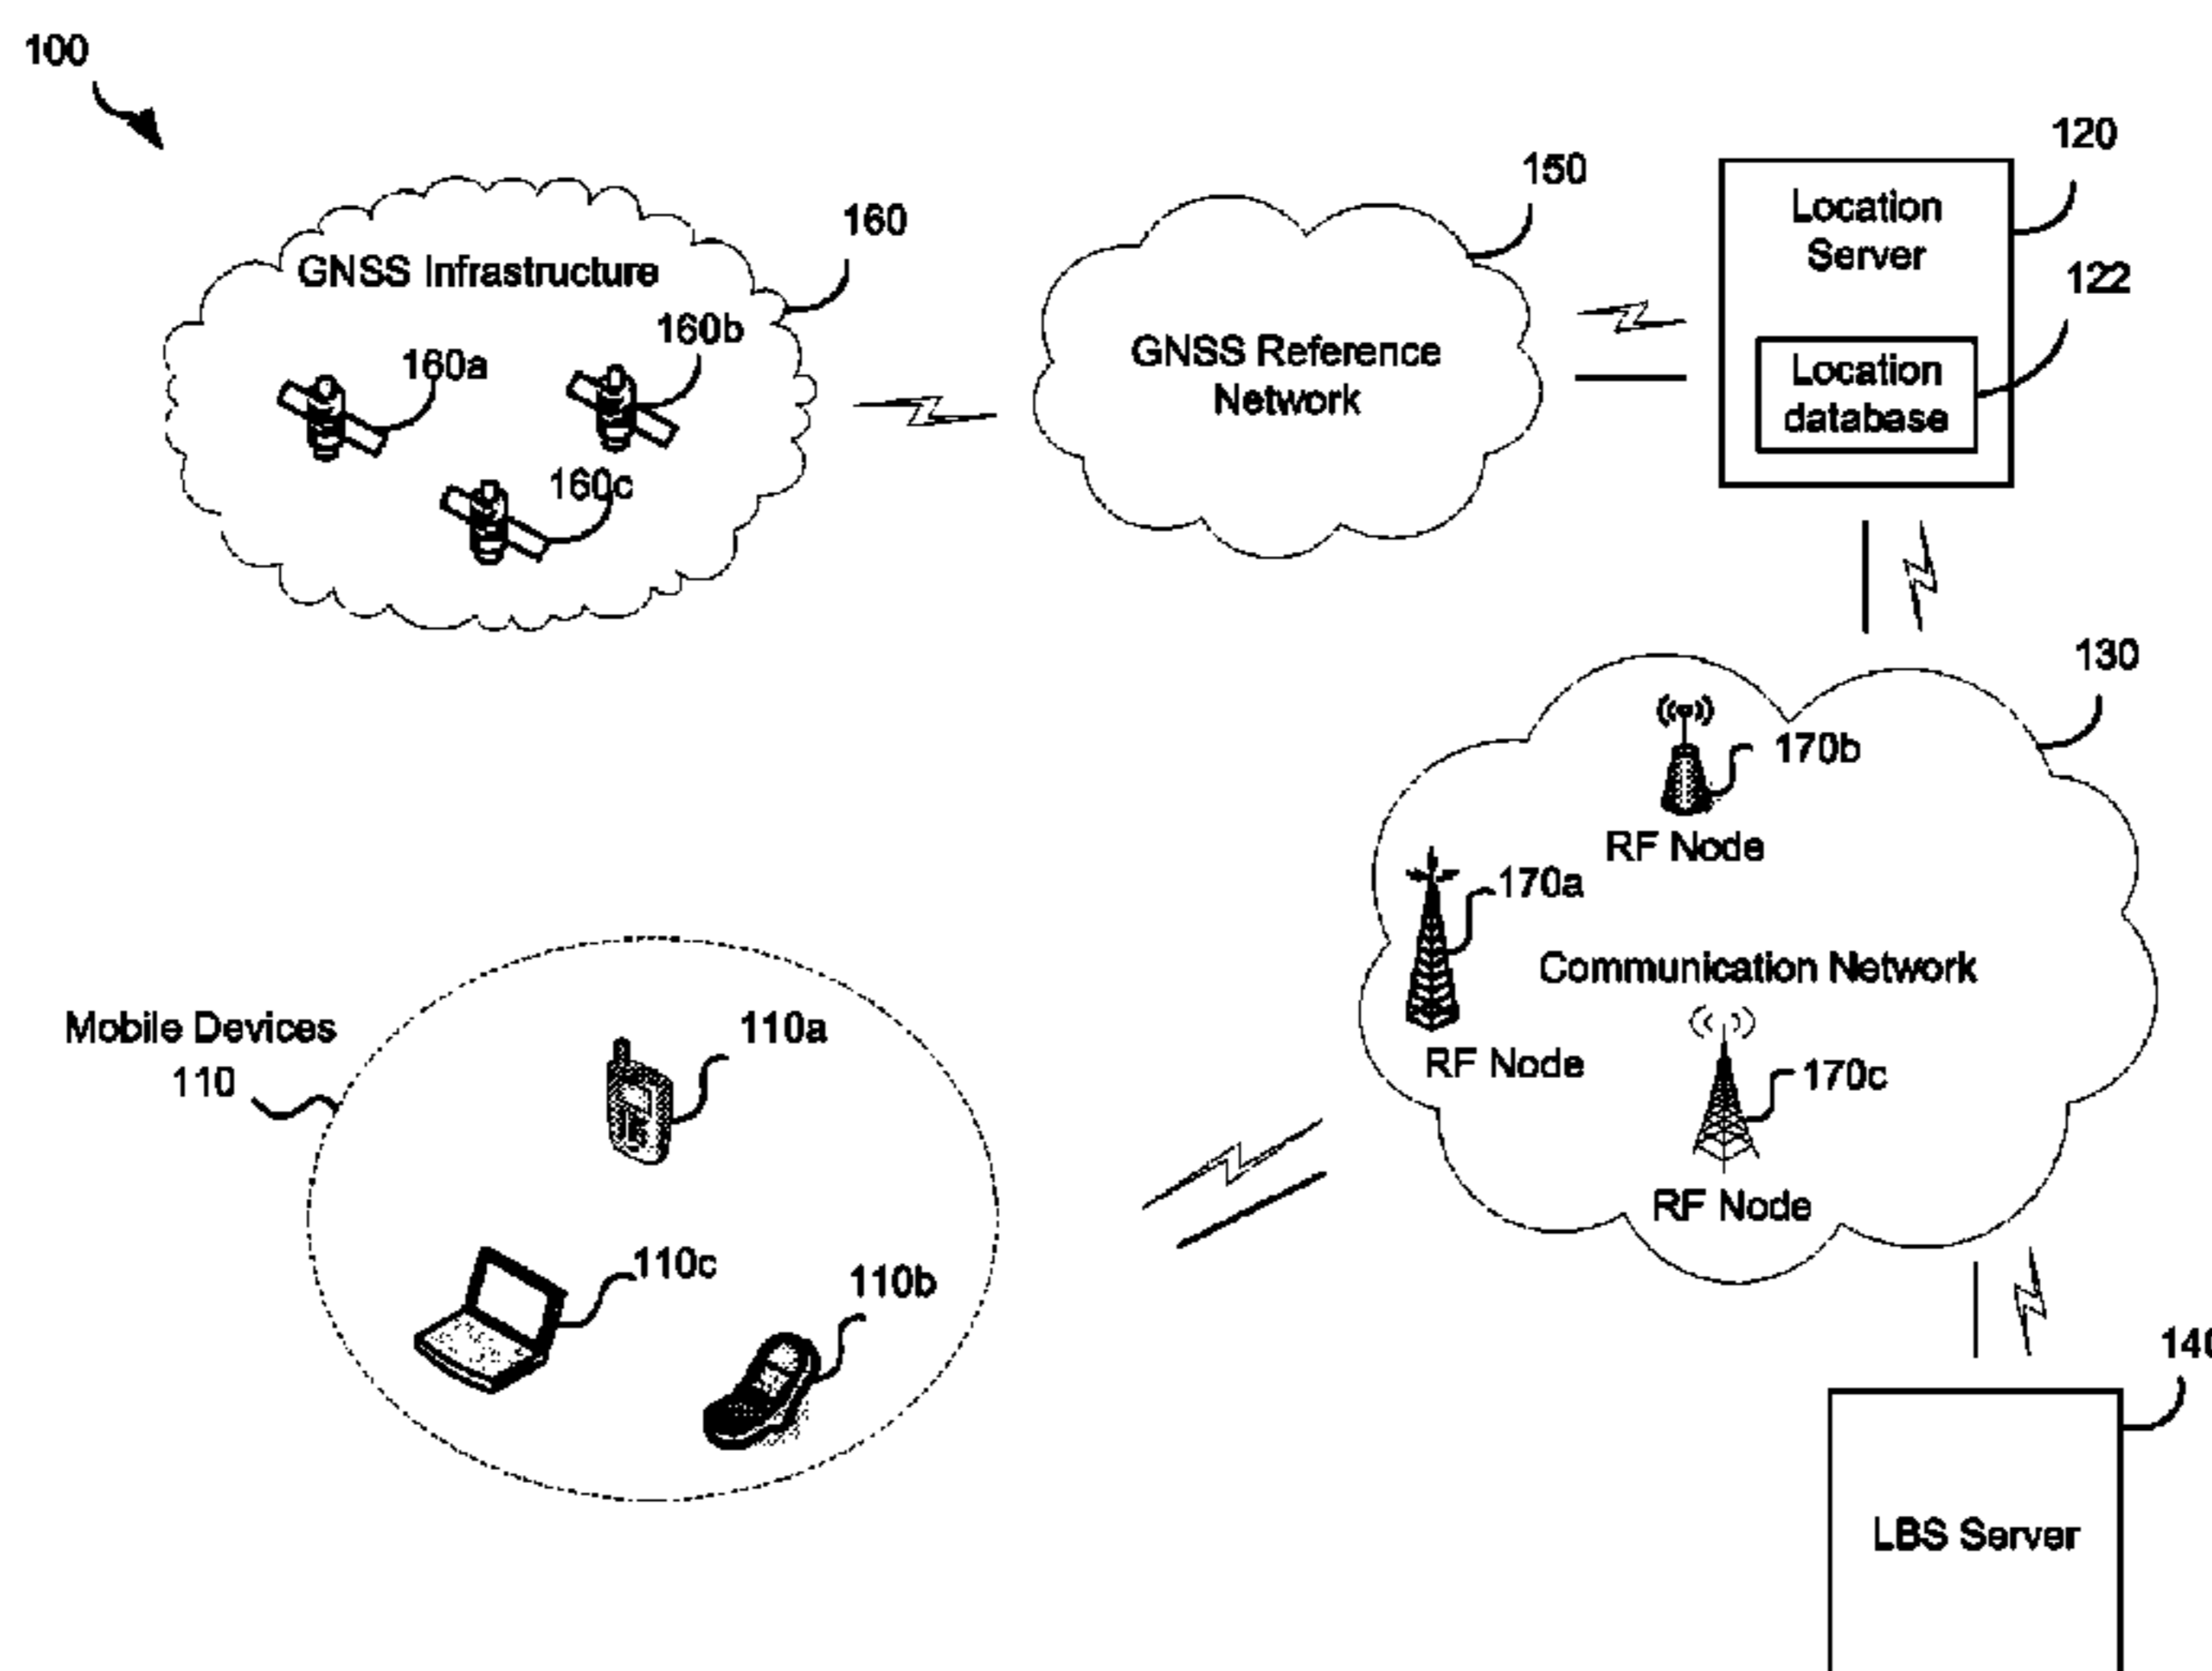 100
120
150
Location
Server
160
122
GNSS Infrastructure
160b
GNSS Reference
Network
160a
Location
database
160c
130
170b
RF Node
170a
Communication Network
Mobile Devices
110
110a
RF Node
170c
RF Node
110c
110b
140
LBS Server